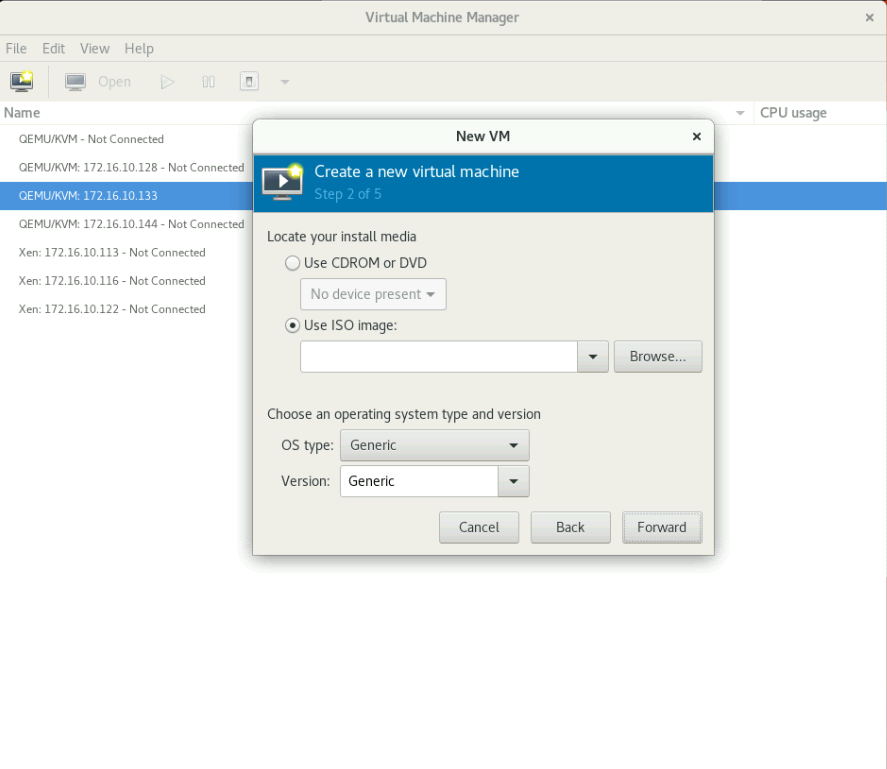 Virtual Machine Manager
File Edit View Help
Open
Name CPU usage
QEMU/KVM - Not Connected
QEMU/KVM: 172.16.10.128 - Not Connected
QEMU/KVM: 172.16.10.133
QEMU/KVM: 172.16.10.144 - Not Connected
Xen: 172.16.10.113 - Not Connected
Xen: 172.16.10.116 - Not Connected
Xen: 172.16.10.122 - Not Connected
New VM
Create a new virtual machine
Step 2 of 5
Locate your install media
Use CDROM or DVD
No device present
Use ISO image:
Browse...
Choose an operating system type and version
OS type: Generic
Version: Generic
Cancel Back Forward